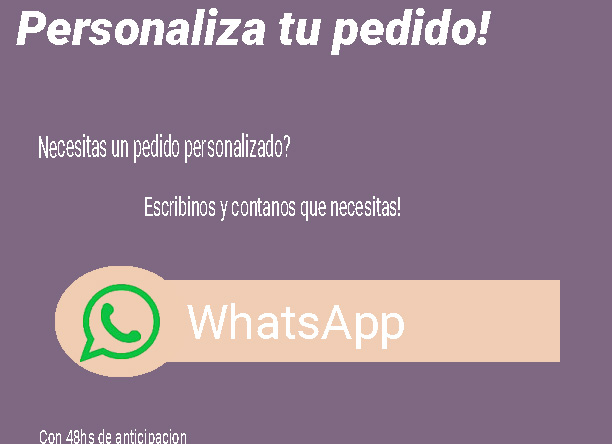 Personaliza tu pedido!
Necesitas un pedido personalizado?
Escribinos y contanos que necesitas!
WhatsApp
Con 48hs de anticipacion